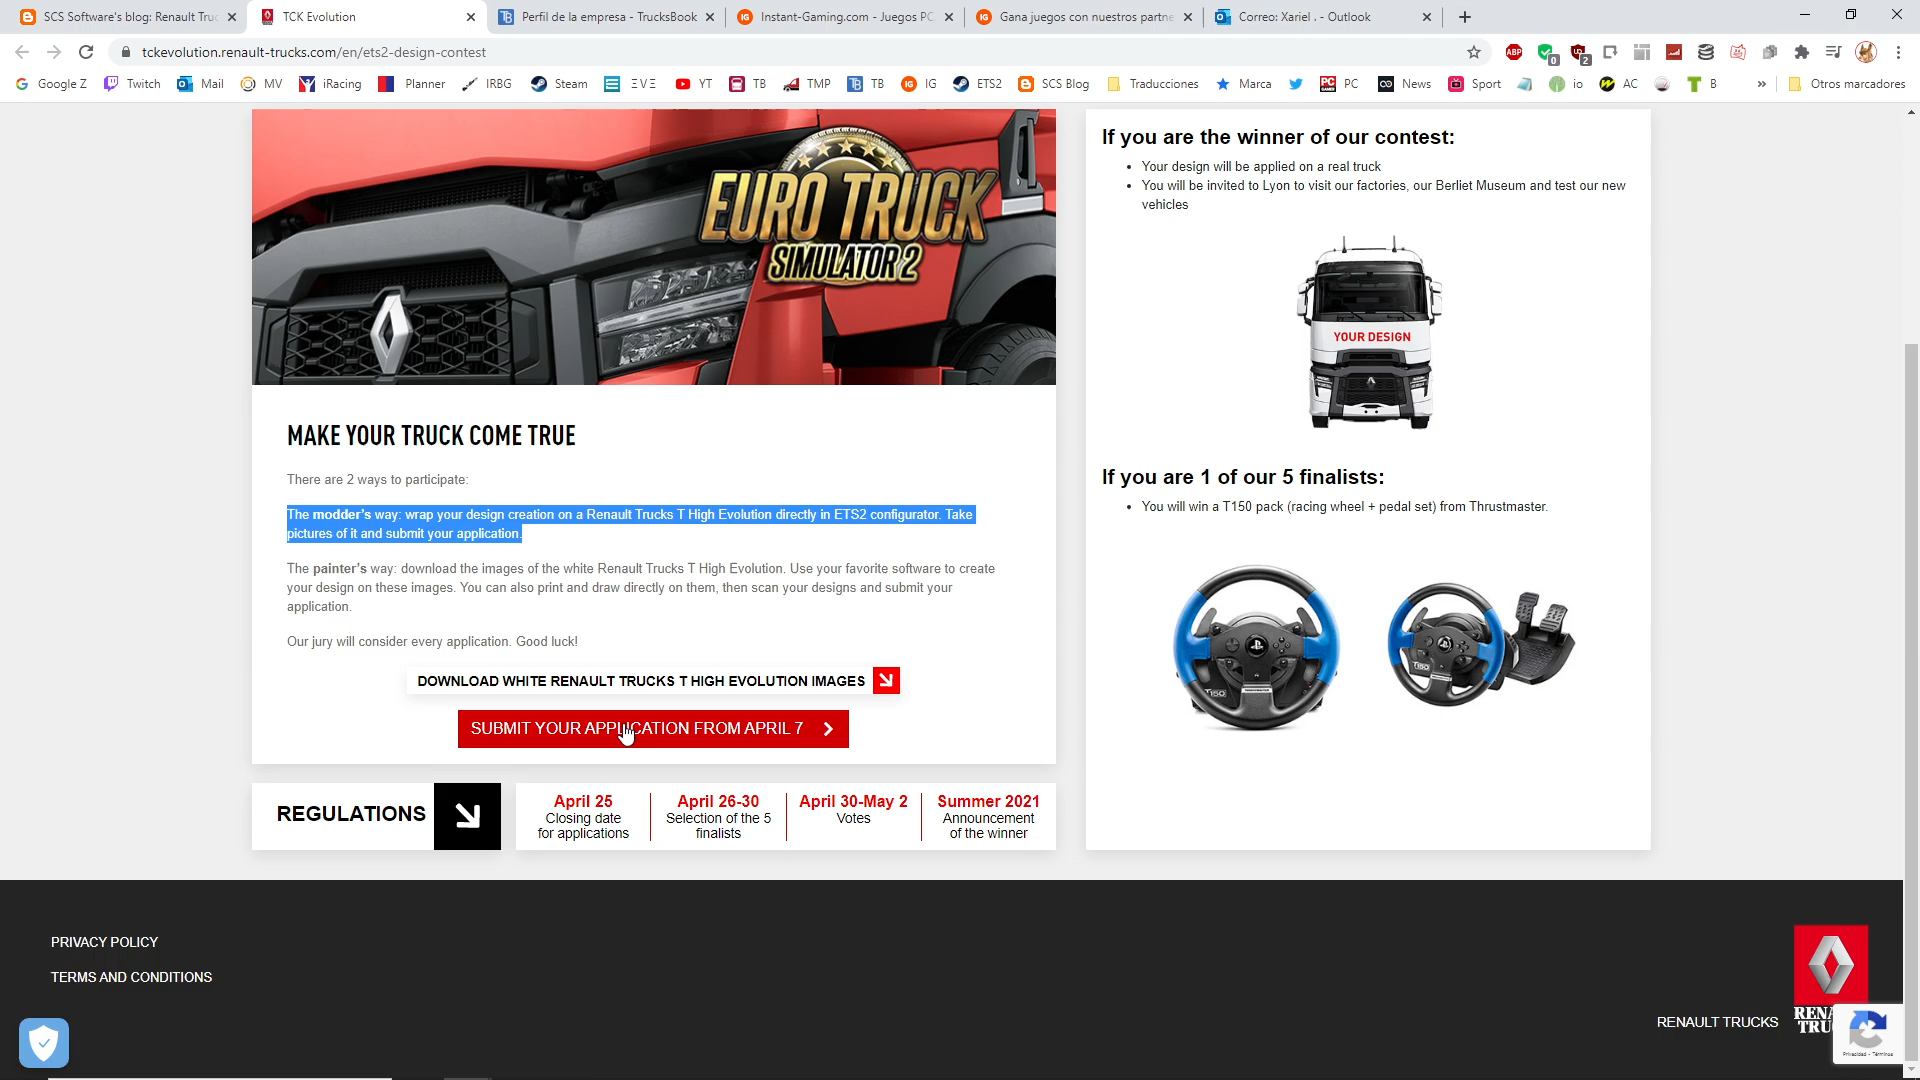 SCS Software's blog: Renault Truc
TCK Evolution
Perfil de la empresa - TrucksBook
Instant-Gaming.com - Juegos PC
Gana juegos con nuestros partne
Correo: Xariel . - Outlook
tckevolution.renault-trucks.com/en/ets2-design-contest
ABP
0
2
Google Z
Twitch
Mail
MV
iRacing
Planner
IRBG
Steam
EVE
YT
TB
TMP
TB
IG
ETS2
SCS Blog
Traducciones
Marca
PC
News
Sport
io
AC
B
»
Otros marcadores
EURO TRUCK
SIMULATOR 2
MAKE YOUR TRUCK COME TRUE
There are 2 ways to participate:
The modder's way: wrap your design creation on a Renault Trucks T High Evolution directly in ETS2 configurator. Take
pictures of it and submit your application.
The painter's way: download the images of the white Renault Trucks T High Evolution. Use your favorite software to create
your design on these images. You can also print and draw directly on them, then scan your designs and submit your
application.
Our jury will consider every application. Good luck!
DOWNLOAD WHITE RENAULT TRUCKS T HIGH EVOLUTION IMAGES
SUBMIT YOUR APPLICATION FROM APRIL 7
REGULATIONS
April 25
Closing date
for applications
April 26-30
Selection of the 5
finalists
April 30-May 2
Votes
Summer 2021
Announcement
of the winner
If you are the winner of our contest:
• Your design will be applied on a real truck
• You will be invited to Lyon to visit our factories, our Berliet Museum and test our new
vehicles
YOUR DESIGN
If you are 1 of our 5 finalists:
• You will win a T150 pack (racing wheel + pedal set) from Thrustmaster.
T150
T150
PRIVACY POLICY
TERMS AND CONDITIONS
RENAULT TRUCKS
Privacidad - Términos